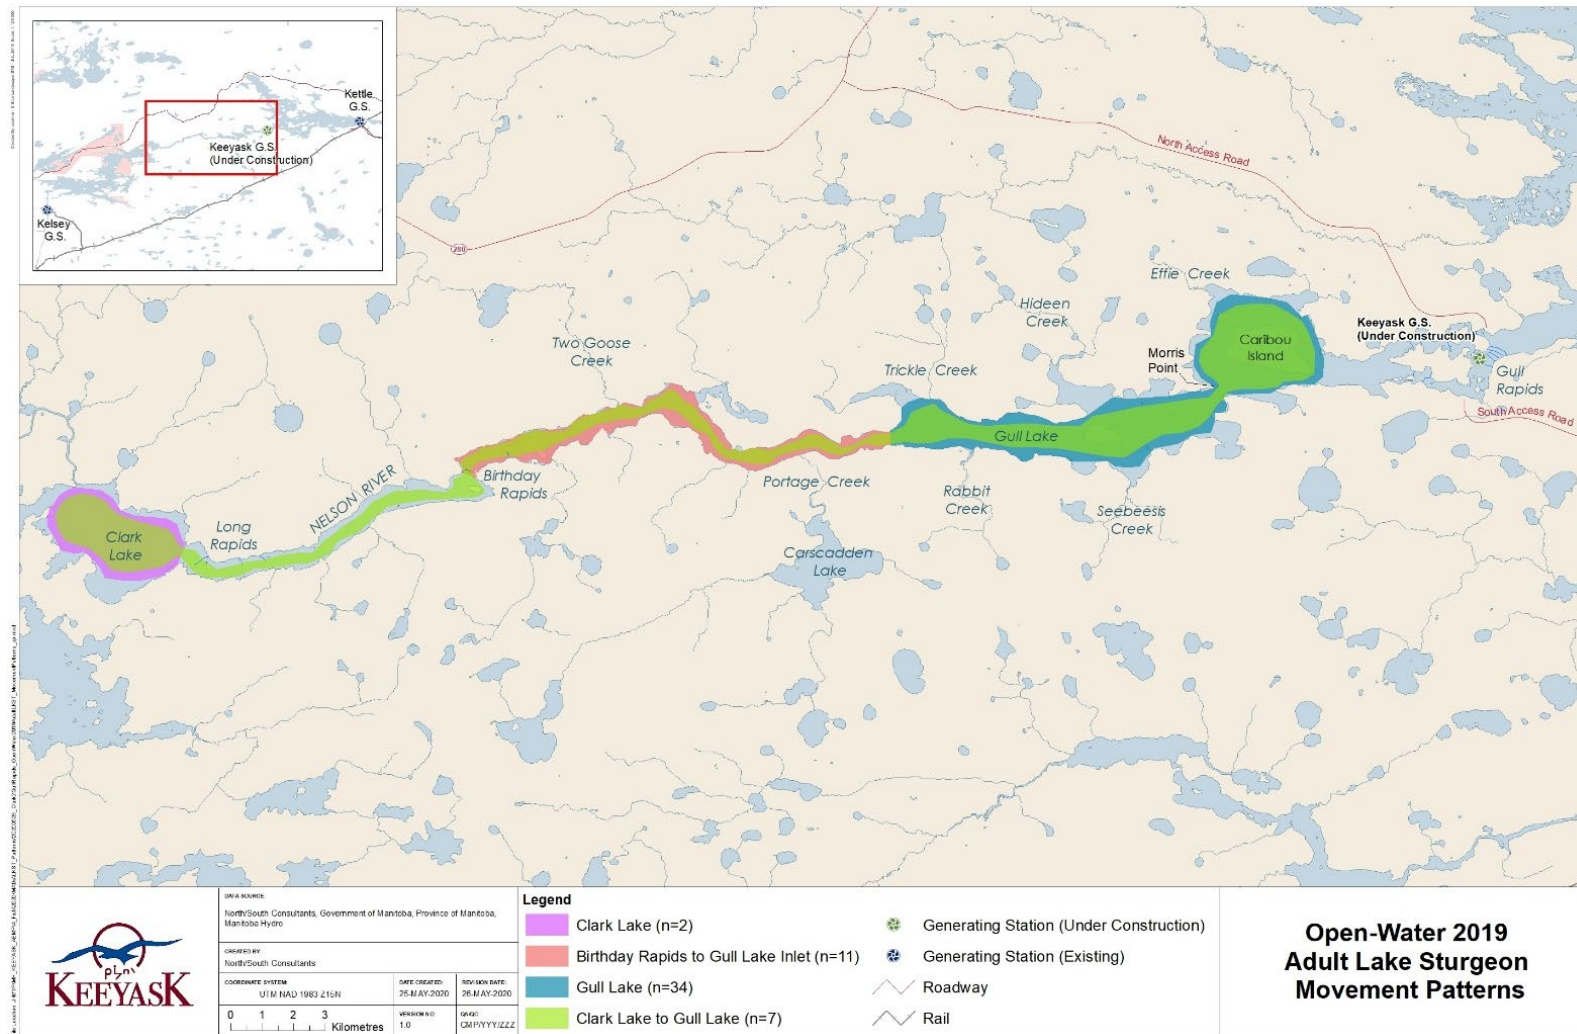 Kettle
G.S.
Keeyask G.S.
(Under Construction)
Kelsey
G.S.
North Access Road
280
Effie Creek
Hideen
Creek
Keeyask G.S.
(Under Construction)
Caribou
Island
Two Goose
Creek
Morris
Point
Trickle Creek
Gull
Rapids
South Access Road
Gull Lake
NELSON RIVER
Birthday
Rapids
Portage Creek
Rabbit
Creek
Seebeesis
Creek
Long
Rapids
Clark
Lake
Carscadden
Lake
KEEYASK
DATA SOURCE:
North/South Consultants, Government of Manitoba, Province of Manitoba,
Manitoba Hydro
CREATED BY:
North/South Consultants
COORDINATE SYSTEM:
UTM NAD 1983 Z15N
DATE CREATED:
25-MAY-2020
REVISION DATE:
26-MAY-2020
0 1 2 3 Kilometres
VERSION NO:
1.0
QA/QC:
CMP/YYY/ZZZ
Legend
Clark Lake (n=2)
Birthday Rapids to Gull Lake Inlet (n=11)
Gull Lake (n=34)
Clark Lake to Gull Lake (n=7)
Generating Station (Under Construction)
Generating Station (Existing)
Roadway
Rail
Open-Water 2019
Adult Lake Sturgeon
Movement Patterns